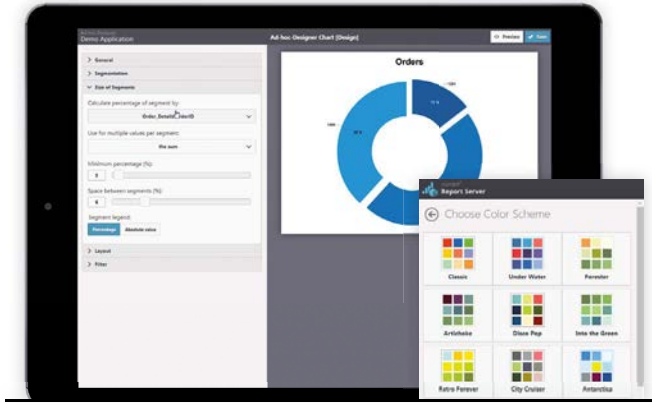 Demo Application
Ad hoc-Designer Chart [Design]
Preview
Save
General
Segmentation
Size of Segments
Calculate percentage of segment by:
Use for multiple values per segment:
the sum
Minimum percentage (%):
0
Space between segments (%):
6
Segment legend:
Percentage
Absolute value
Layout
Filter
Orders
Report Server
Choose Color Scheme
Classic
Under Water
Forester
Artichoke
Disco Pop
Into the Green
Retro Forever
City Cruiser
Antarctica